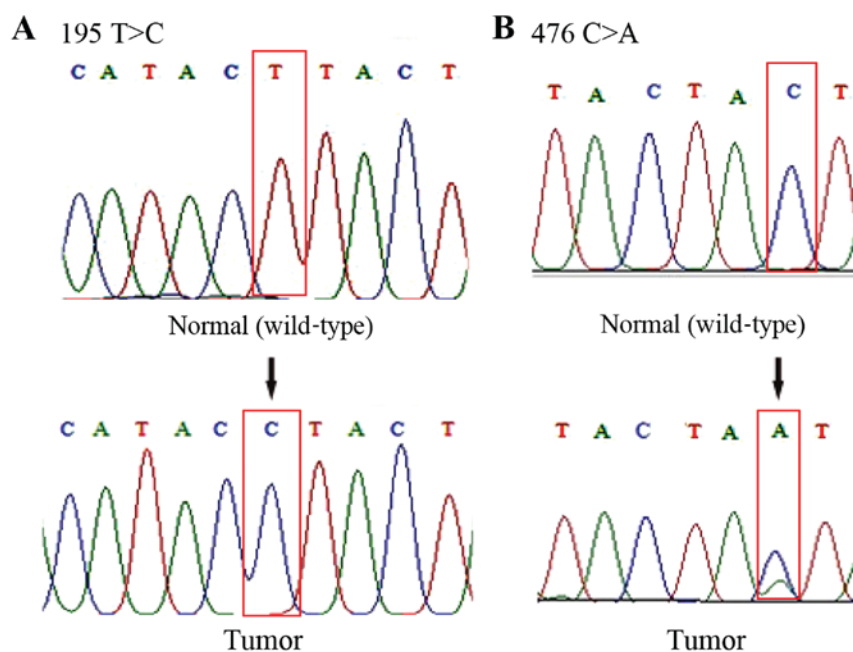 A 195 T>C
C A T A C T T A C T
Normal (wild-type)
C A T A C C T A C T
Tumor
B 476 C>A
T A C T A C T
Normal (wild-type)
T A C T A A T
Tumor